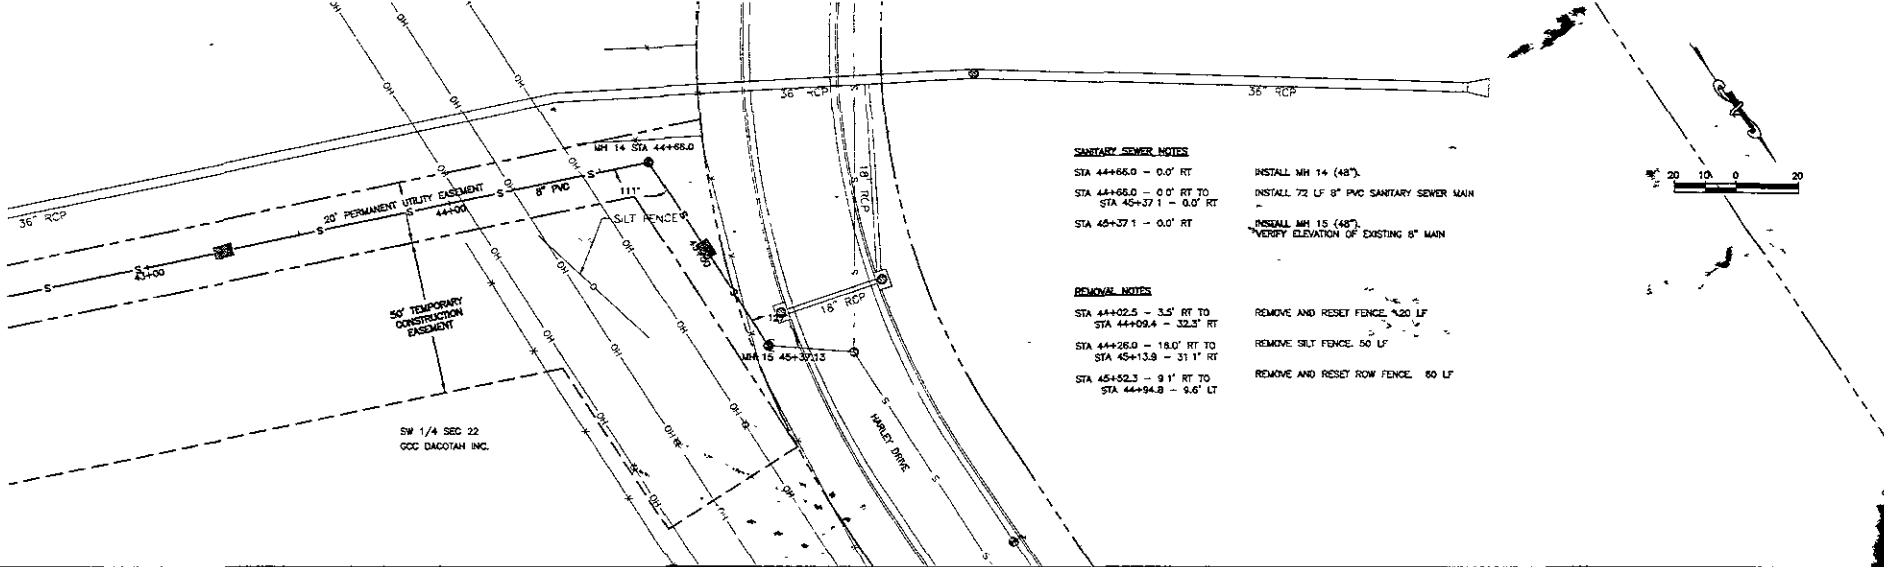 36" RCP
36" RCP
36" RCP
18" RCP
18" RCP
MH 14 STA 44+66.0
20' PERMANENT UTILITY EASEMENT
8" PVC
111°
43+00
44+00
45+00
SILT FENCE
50' TEMPORARY
CONSTRUCTION
EASEMENT
MH 15 45+37.13
HARLEY DRIVE
SW 1/4 SEC 22
GCC DACOTAH INC.
SANITARY SEWER NOTES
STA 44+66.0 - 0.0' RT INSTALL MH 14 (48").
STA 44+66.0 - 0 0' RT TO INSTALL 72 LF 8" PVC SANITARY SEWER MAIN
STA 45+37 1 - 0.0' RT
STA 45+37 1 - 0.0' RT INSTALL MH 15 (48").
VERIFY ELEVATION OF EXISTING 8" MAIN
REMOVAL NOTES
STA 44+02.5 - 3.5' RT TO REMOVE AND RESET FENCE. 20 LF
STA 44+09.4 - 32.3' RT
STA 44+26.0 - 18.0' RT TO REMOVE SILT FENCE. 50 LF
STA 45+13.9 - 31 1' RT
STA 45+52.3 - 9 1' RT TO REMOVE AND RESET ROW FENCE. 60 LF
STA 44+94.8 - 9.6' LT
20 10 0 20